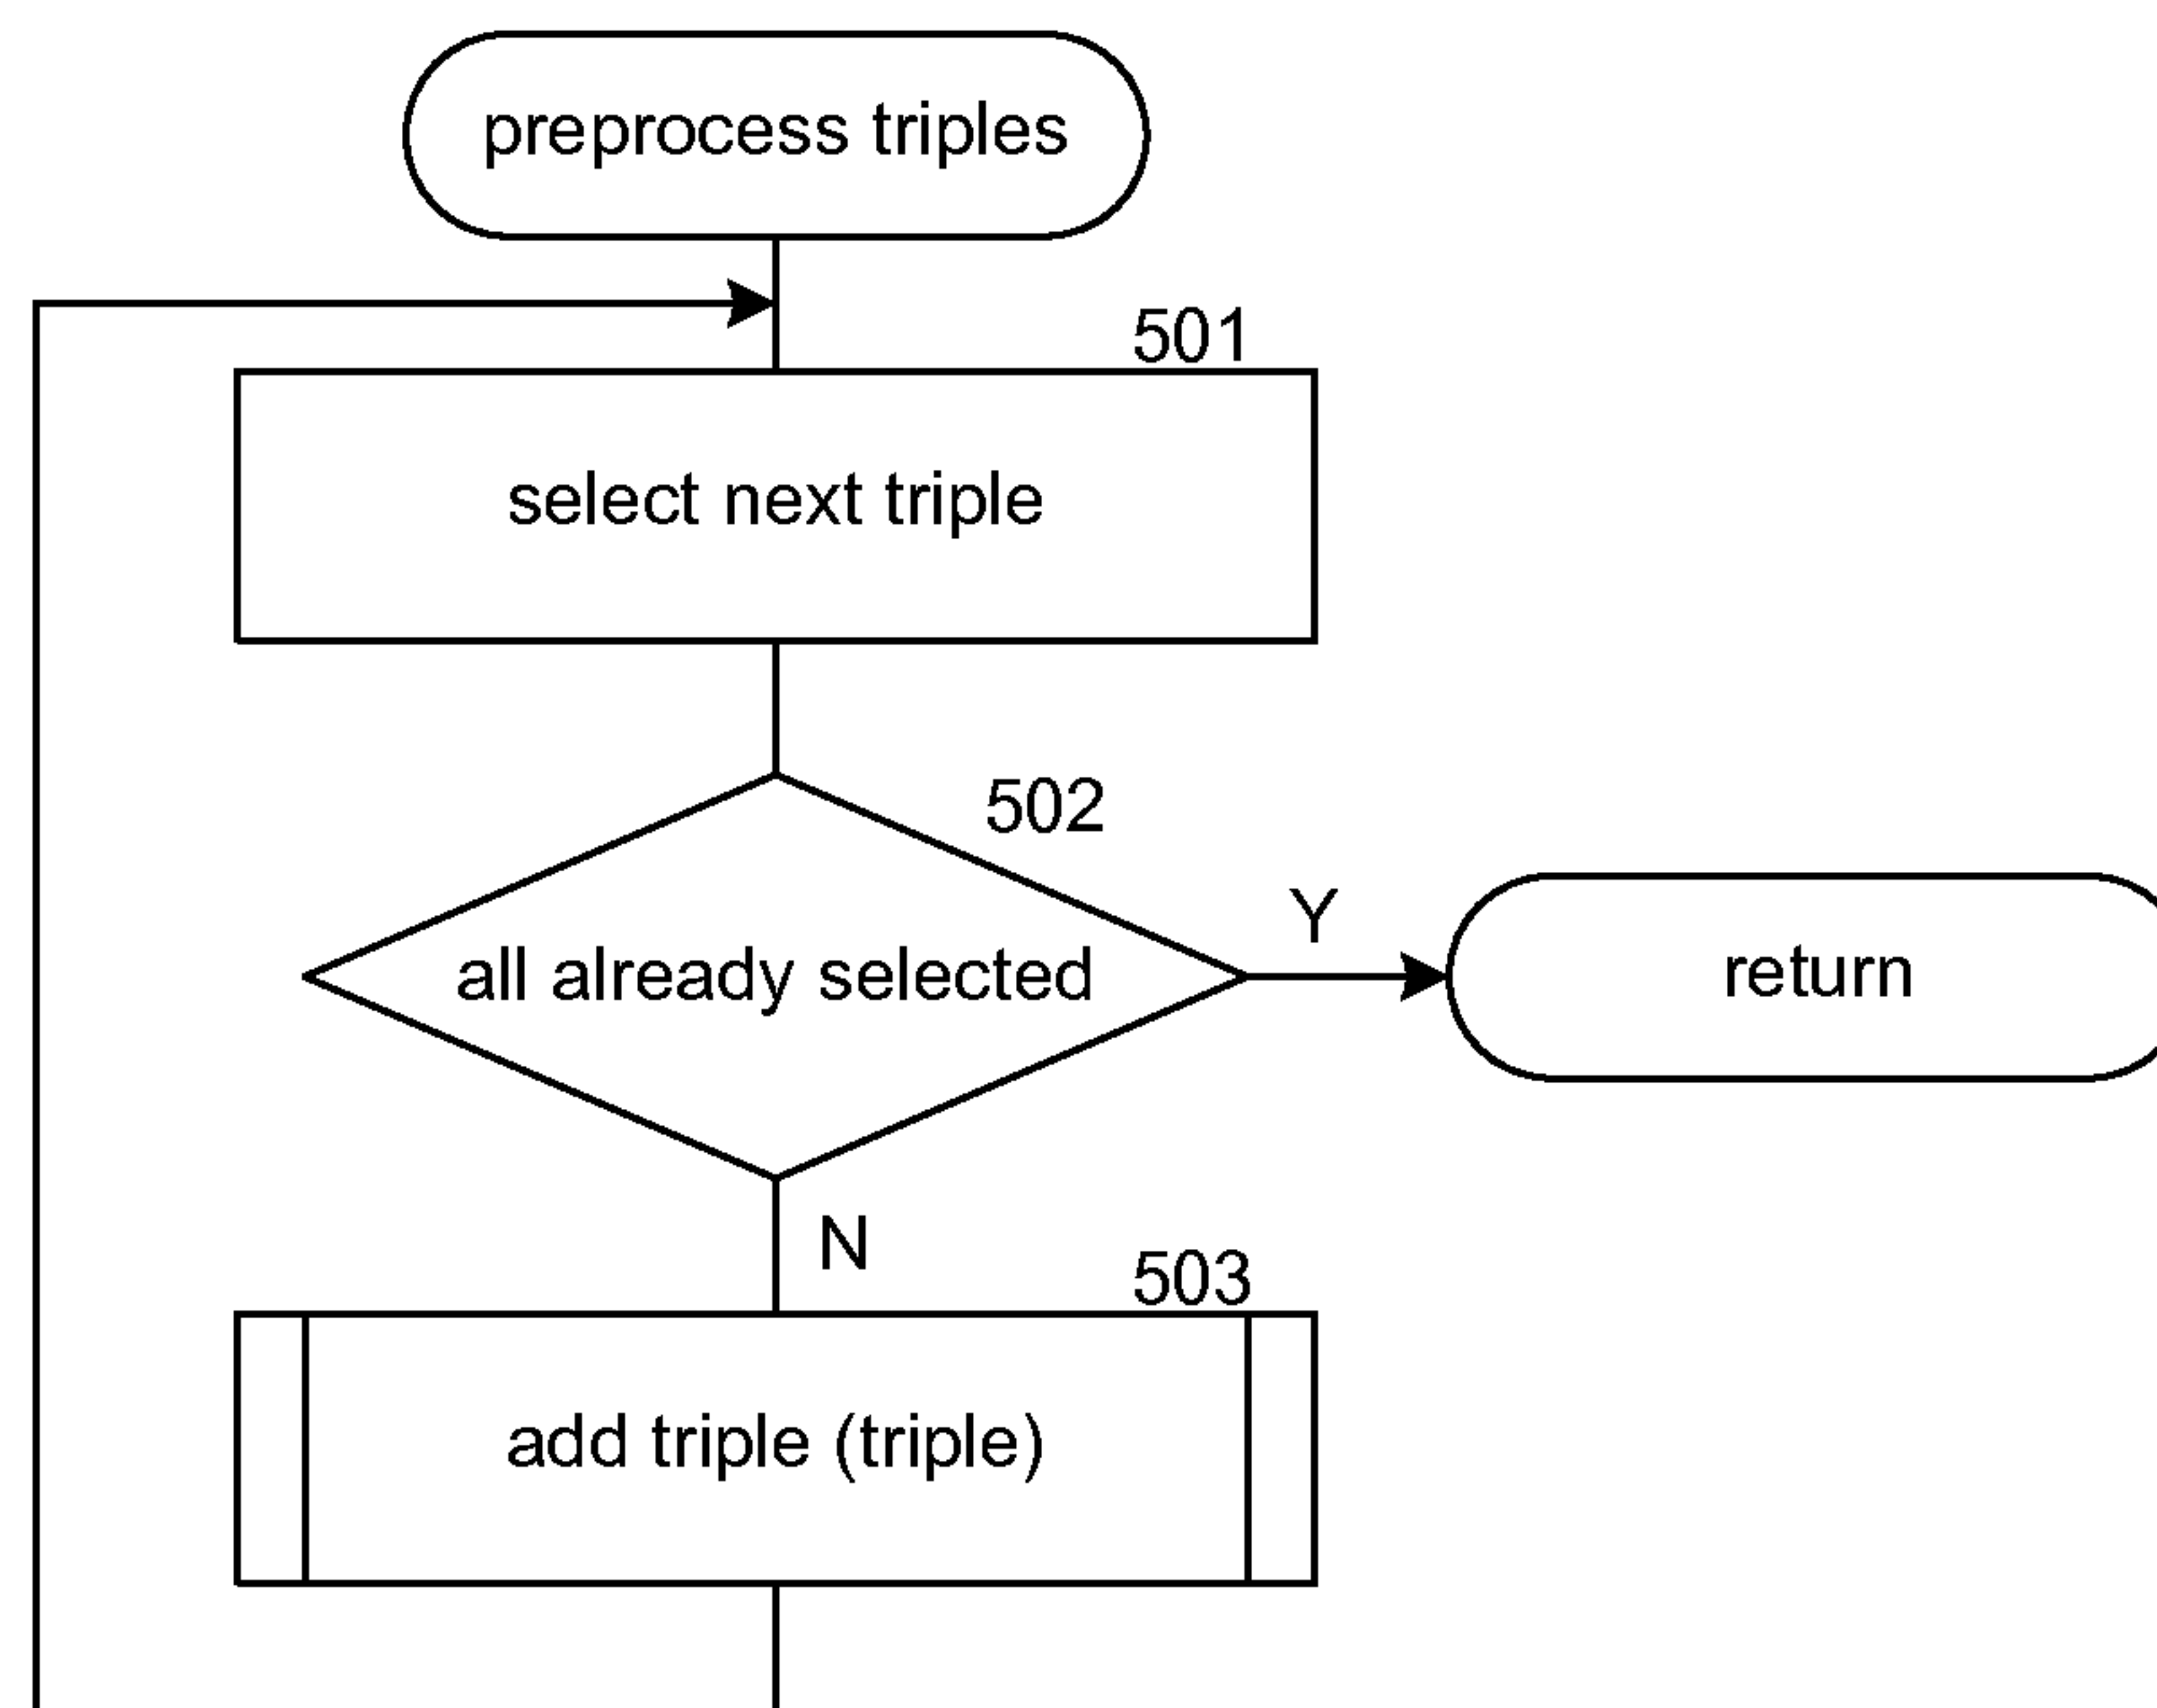 preprocess triples
501
select next triple
502
all already selected
Y
return
N
503
add triple (triple)